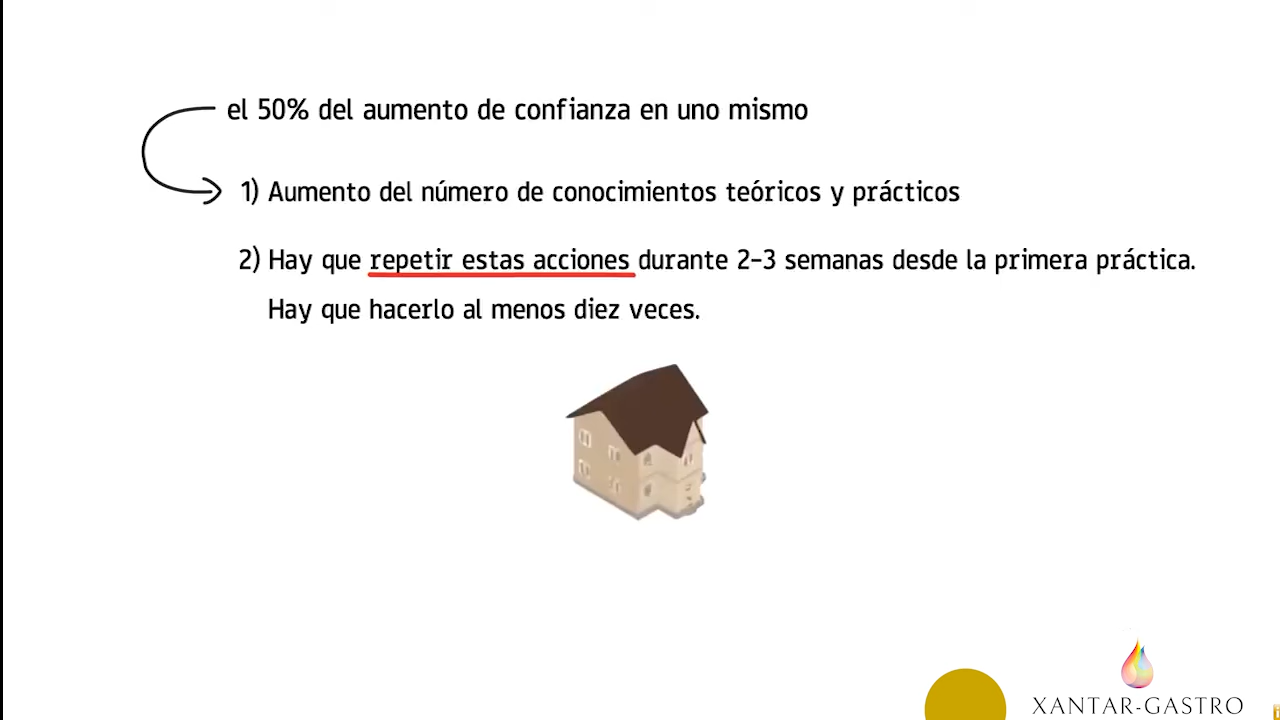 el 50% del aumento de confianza en uno mismo
1) Aumento del número de conocimientos teóricos y prácticos
2) Hay que repetir estas acciones durante 2-3 semanas desde la primera práctica.
Hay que hacerlo al menos diez veces.
XANTAR-GASTRO